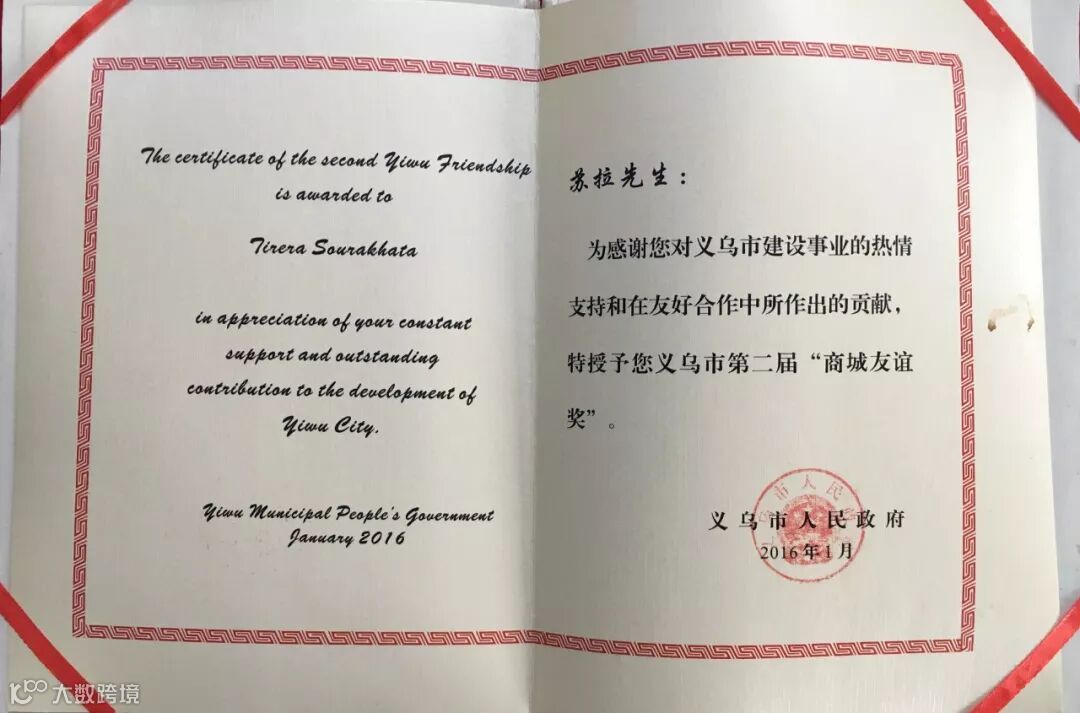 The certificate of the second Yiwu Friendship
is awarded to
Tirera Sourakhata
in appreciation of your constant
support and outstanding
contribution to the development of
Yiwu City.
Yiwu Municipal People's Government
January 2016
苏拉先生：
为感谢您对义乌市建设事业的热情
支持和在友好合作中所作出的贡献，
特授予您义乌市第二届“商城友谊
奖”。
义乌市人民政府
2016年1月
大数跨境